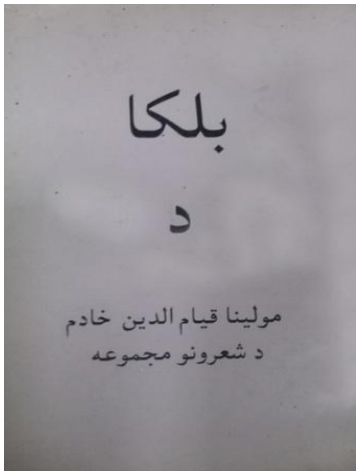 بلکا
د
مولینا قیام الدین خادم
د شعرونو مجموعه